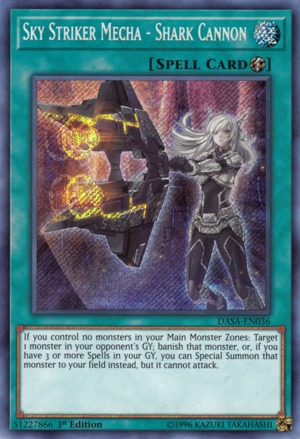 Sky Striker Mecha - Shark Cannon
[Spell Card ]
DASA-EN036
If you control no monsters in your Main Monster Zones: Target
1 monster in your opponent's GY; banish that monster, or, if you
have 3 or more Spells in your GY, you can Special Summon that
monster to your field instead, but it cannot attack.
51227866 1st Edition ©1996 KAZUKI TAKAHASHI